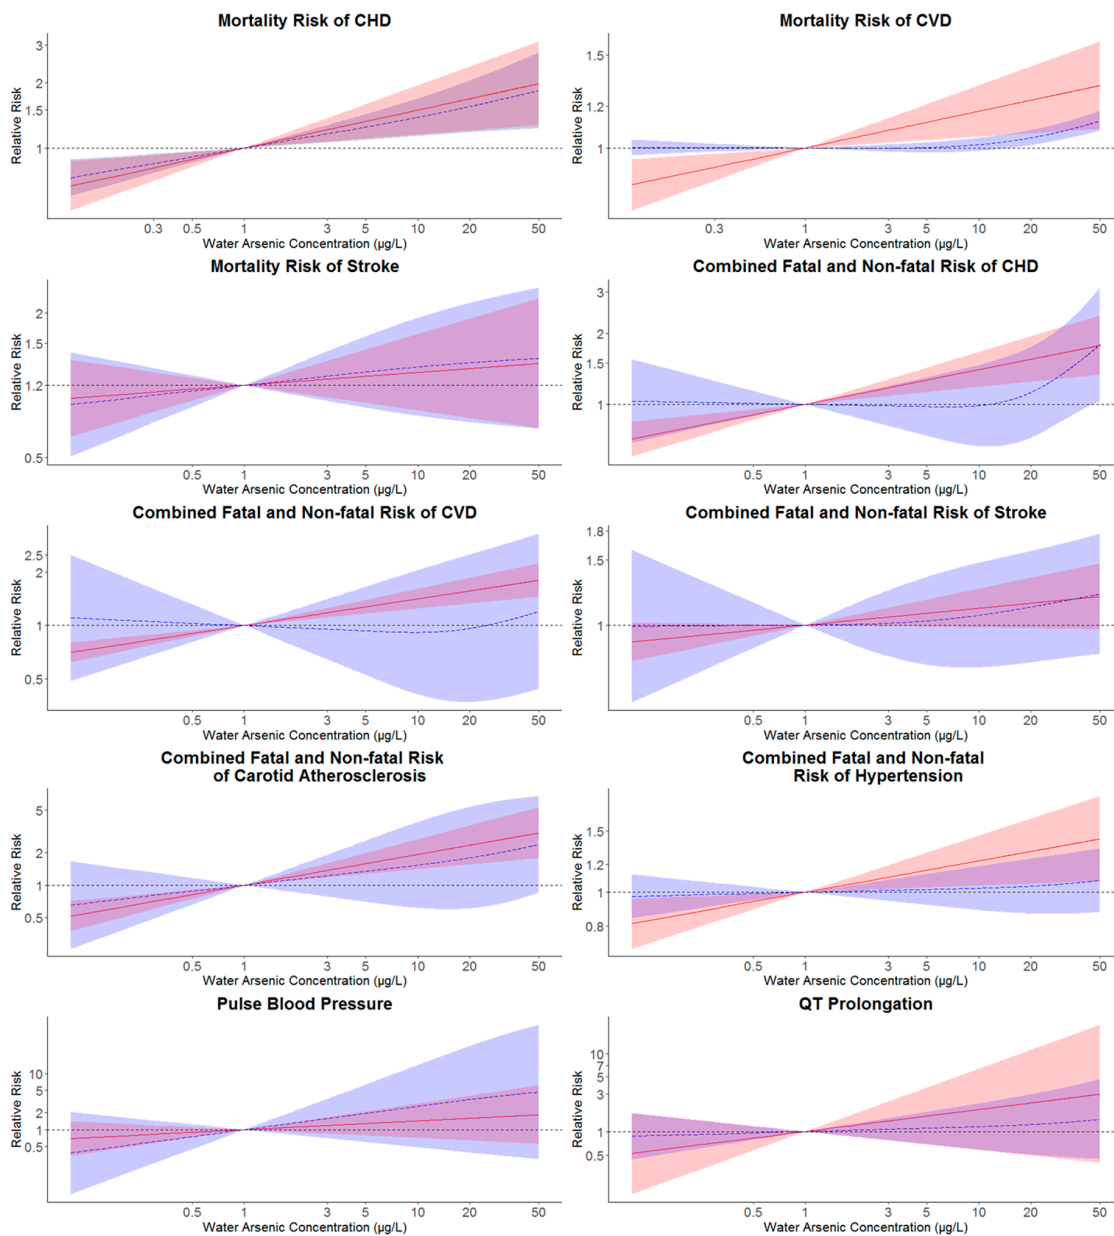 Mortality Risk of CHD
Relative Risk
3
2
1.5
1
0.3 0.5 1 3 5 10 20 50
Water Arsenic Concentration (µg/L)
Mortality Risk of CVD
Relative Risk
1.5
1.2
1
0.3 1 3 5 10 20 50
Water Arsenic Concentration (µg/L)
Mortality Risk of Stroke
Relative Risk
2
1.5
1.2
0.5
0.5 1 3 5 10 20 50
Water Arsenic Concentration (µg/L)
Combined Fatal and Non-fatal Risk of CHD
Relative Risk
3
2
1.5
1
0.5 1 3 5 10 20 50
Water Arsenic Concentration (µg/L)
Combined Fatal and Non-fatal Risk of CVD
Relative Risk
2.5
2
1
0.5
0.5 1 3 5 10 20 50
Water Arsenic Concentration (µg/L)
Combined Fatal and Non-fatal Risk of Stroke
Relative Risk
1.8
1.5
1
0.5 1 3 5 10 20 50
Water Arsenic Concentration (µg/L)
Combined Fatal and Non-fatal Risk
of Carotid Atherosclerosis
Relative Risk
5
2
1
0.5
0.5 1 3 5 10 20 50
Water Arsenic Concentration (µg/L)
Combined Fatal and Non-fatal
Risk of Hypertension
Relative Risk
1.5
1.2
1
0.8
0.5 1 3 5 10 20 50
Water Arsenic Concentration (µg/L)
Pulse Blood Pressure
Relative Risk
10
5
2
1
0.5
0.5 1 3 5 10 20 50
Water Arsenic Concentration (µg/L)
QT Prolongation
Relative Risk
10
7
5
3
1
0.5
0.5 1 3 5 10 20 50
Water Arsenic Concentration (µg/L)